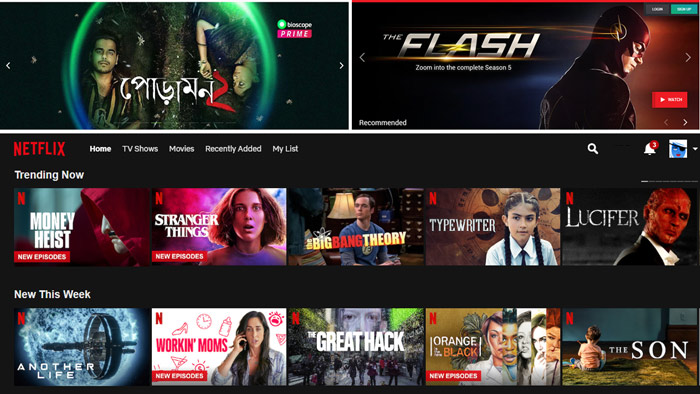 bioscope
PRIME
পোড়ামন ২
LOGIN
SIGN UP
THE
FLASH
Zoom into the complete Season 5
WATCH
Recommended
NETFLIX
Home
TV Shows
Movies
Recently Added
My List
3
Trending Now
N
MONEY
HEIST
NEW EPISODES
N
STRANGER
THINGS
NEW EPISODES
THE
BIG BANG THEORY
N
TYPEWRITER
N
LUCIFER
New This Week
N
ANOTHER
LIFE
N
WORKIN' MOMS
NEW EPISODES
N
THE GREAT HACK
N
ORANGE
IS THE NEW
BLACK
NEW EPISODES
N
THE SON